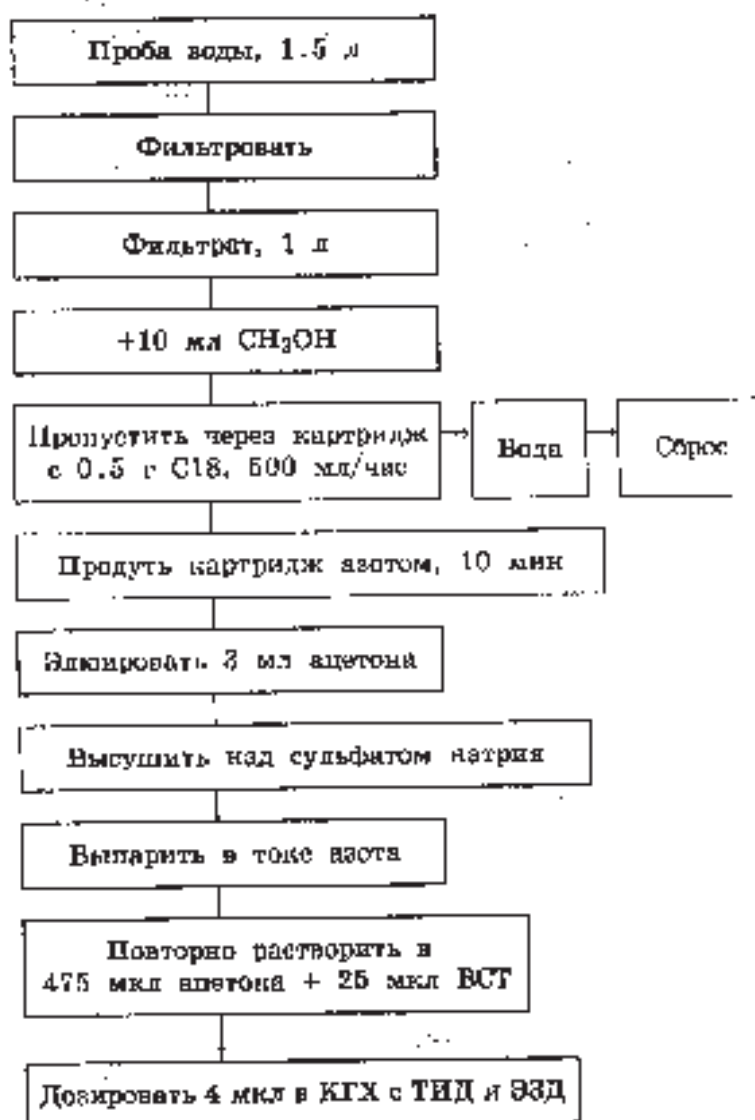 Проба воды, 1.5 л
Фильтровать
Фильтрат, 1 л
+10 мл CH₃OH
Пропустить через картридж
с 0.5 г С18, 500 мл/час
Вода
Сброс
Продуть картридж азотом, 10 мин
Элюировать 3 мл ацетона
Высушить над сульфатом натрия
Выпарить в токе азота
Повторно растворить в
475 мкл ацетона + 25 мкл ВСТ
Дозировать 4 мкл в КГХ с ТИД и ЭЗД